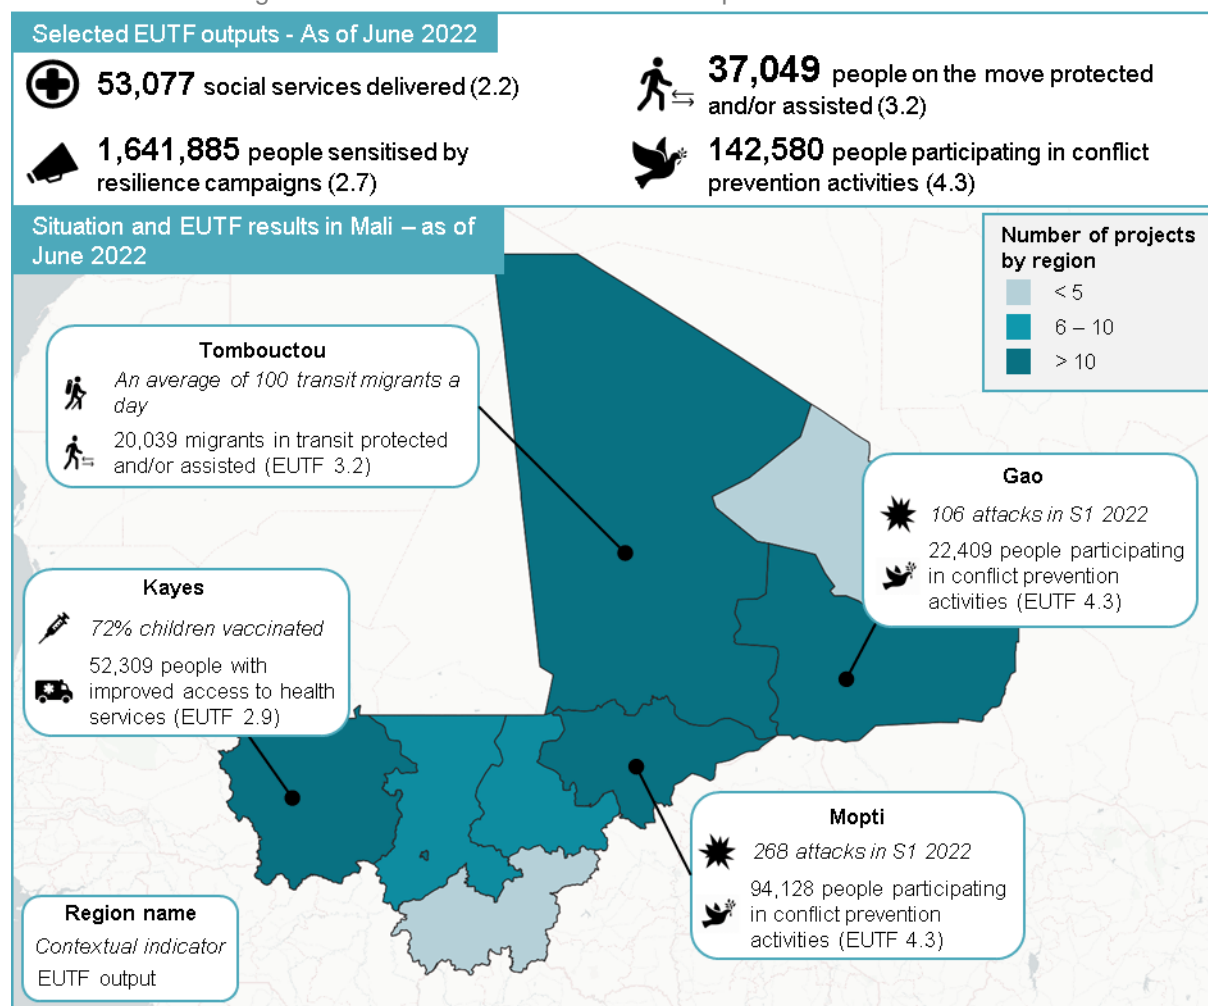 Selected EUTF outputs - As of June 2022
53,077 social services delivered (2.2)
37,049 people on the move protected
and/or assisted (3.2)
1,641,885 people sensitised by
resilience campaigns (2.7)
142,580 people participating in conflict
prevention activities (4.3)
Situation and EUTF results in Mali – as of
June 2022
Number of projects
by region
< 5
6 – 10
> 10
Tombouctou
An average of 100 transit migrants a
day
20,039 migrants in transit protected
and/or assisted (EUTF 3.2)
Gao
106 attacks in S1 2022
22,409 people participating
in conflict prevention
activities (EUTF 4.3)
Kayes
72% children vaccinated
52,309 people with
improved access to health
services (EUTF 2.9)
Mopti
268 attacks in S1 2022
94,128 people participating
in conflict prevention
activities (EUTF 4.3)
Region name
Contextual indicator
EUTF output